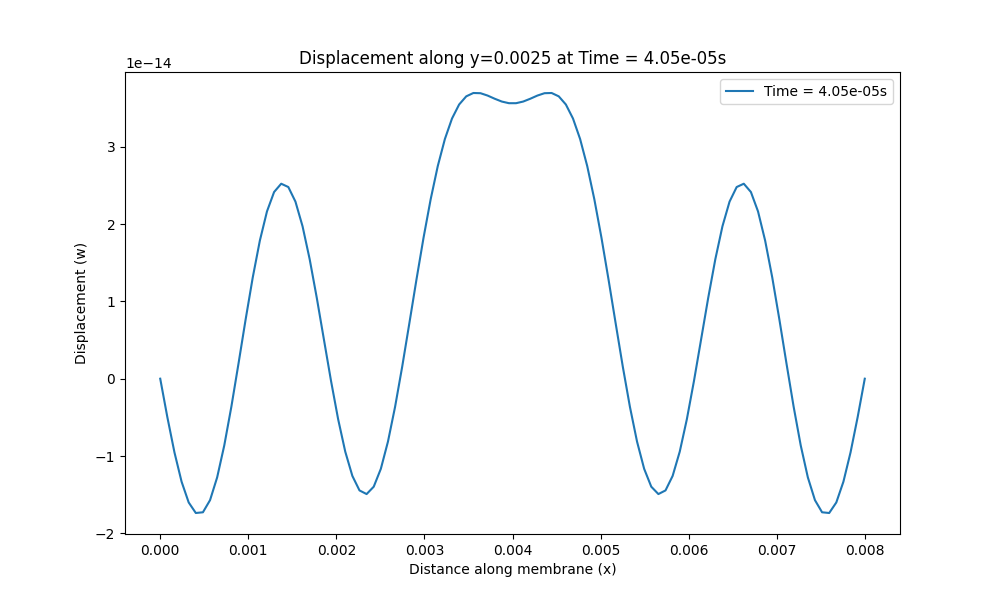 Displacement along y=0.0025 at Time = 4.05e-05s
1e−14
Time = 4.05e-05s
3
2
1
0
−1
−2
Displacement (w)
0.000 0.001 0.002 0.003 0.004 0.005 0.006 0.007 0.008
Distance along membrane (x)